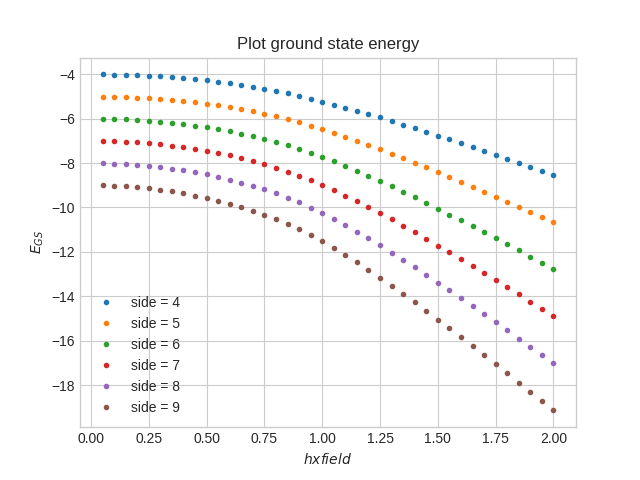 Plot ground state energy
−4
−6
−8
−10
−12
−14
−16
−18
E_{GS}
side = 4
side = 5
side = 6
side = 7
side = 8
side = 9
0.00 0.25 0.50 0.75 1.00 1.25 1.50 1.75 2.00
hxfield